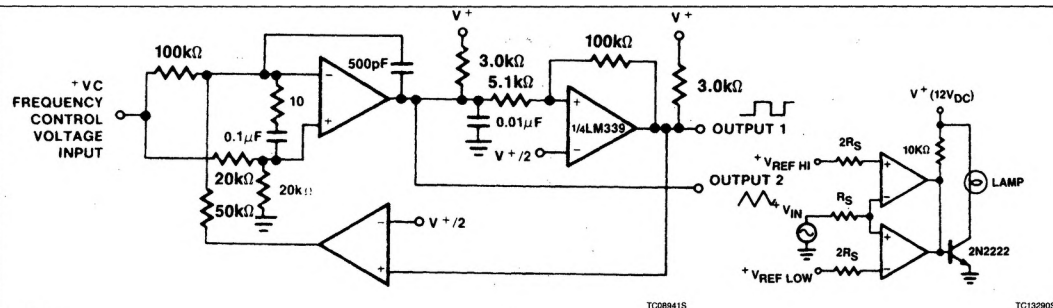 100kΩ
+VC
FREQUENCY
CONTROL
VOLTAGE
INPUT
10
0.1μF
20kΩ
20kΩ
50kΩ
500pF
-
+
V+
3.0kΩ
5.1kΩ
0.01μF
V+/2
100kΩ
+
1/4LM339
-
V+
3.0kΩ
OUTPUT 1
OUTPUT 2
-
V+/2
+
V+ (12VDC)
10KΩ
LAMP
2RS
+VREF HI
+
-
+VIN
RS
+
-
2RS
+VREF LOW
2N2222
TC08941S
TC13290S